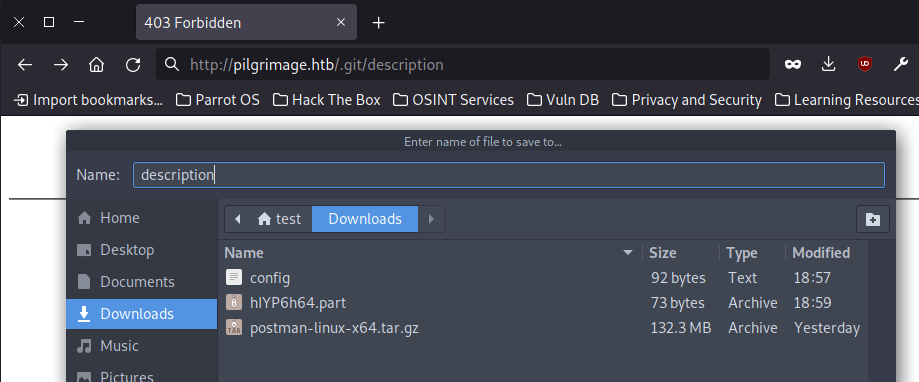 403 Forbidden
http://pilgrimage.htb/.git/description
Import bookmarks... Parrot OS Hack The Box OSINT Services Vuln DB Privacy and Security Learning Resources
Enter name of file to save to...
Name: description
Home
Desktop
Documents
Downloads
Music
Pictures
test Downloads
Name Size Type Modified
config 92 bytes Text 18:57
hIYP6h64.part 73 bytes Archive 18:59
postman-linux-x64.tar.gz 132.3 MB Archive Yesterday